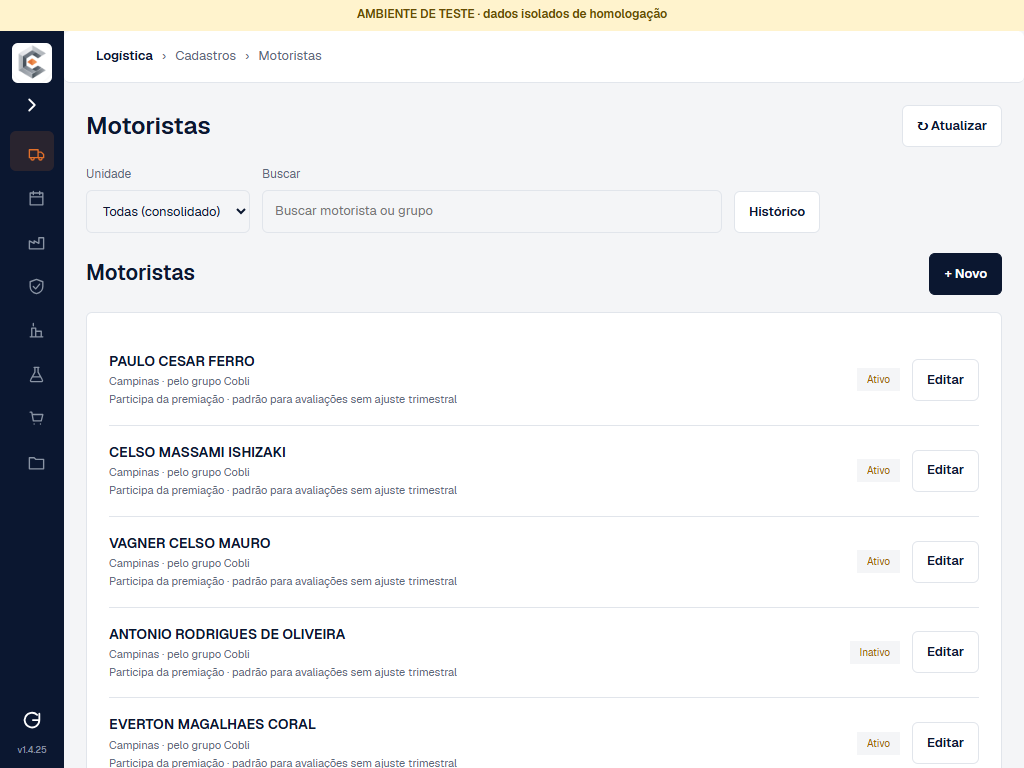 AMBIENTE DE TESTE · dados isolados de homologação
Logística › Cadastros › Motoristas
Motoristas
↻ Atualizar
Unidade
Buscar
Todas (consolidado)
Buscar motorista ou grupo
Histórico
Motoristas
+ Novo
PAULO CESAR FERRO
Campinas · pelo grupo Cobli
Participa da premiação · padrão para avaliações sem ajuste trimestral
Ativo
Editar
CELSO MASSAMI ISHIZAKI
Campinas · pelo grupo Cobli
Participa da premiação · padrão para avaliações sem ajuste trimestral
Ativo
Editar
VAGNER CELSO MAURO
Campinas · pelo grupo Cobli
Participa da premiação · padrão para avaliações sem ajuste trimestral
Ativo
Editar
ANTONIO RODRIGUES DE OLIVEIRA
Campinas · pelo grupo Cobli
Participa da premiação · padrão para avaliações sem ajuste trimestral
Inativo
Editar
EVERTON MAGALHAES CORAL
Campinas · pelo grupo Cobli
Participa da premiação · padrão para avaliações sem ajuste trimestral
Ativo
Editar
v1.4.25